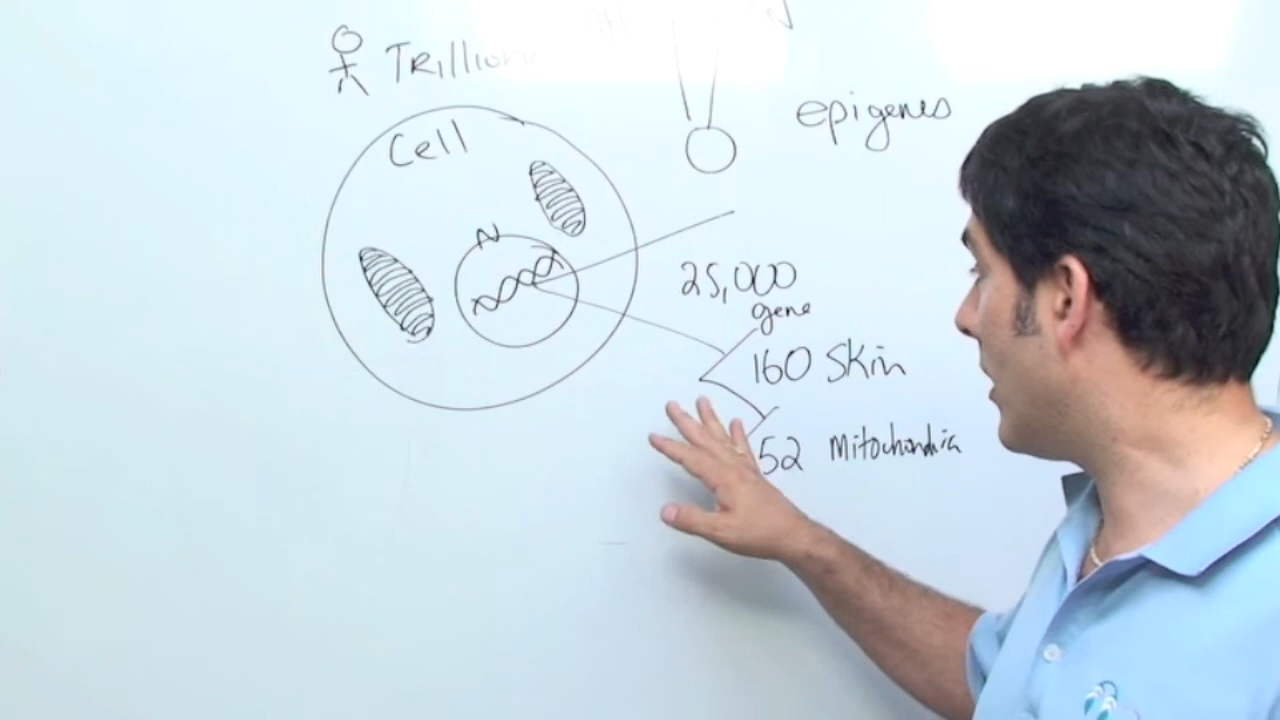 Trillion
epigenes
Cell
N
25,000
gene
160 Skin
52 Mitochondria